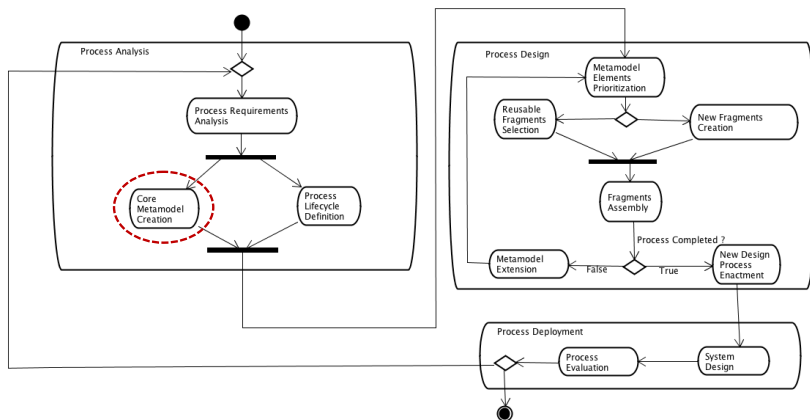 Process Analysis
Process Requirements
Analysis
Core
Metamodel
Creation
Process
Lifecycle
Definition
Process Design
Metamodel
Elements
Prioritization
Reusable
Fragments
Selection
New Fragments
Creation
Fragments
Assembly
Process Completed ?
Metamodel
Extension
False
True
New Design
Process
Enactment
Process Deployment
Process
Evaluation
System
Design